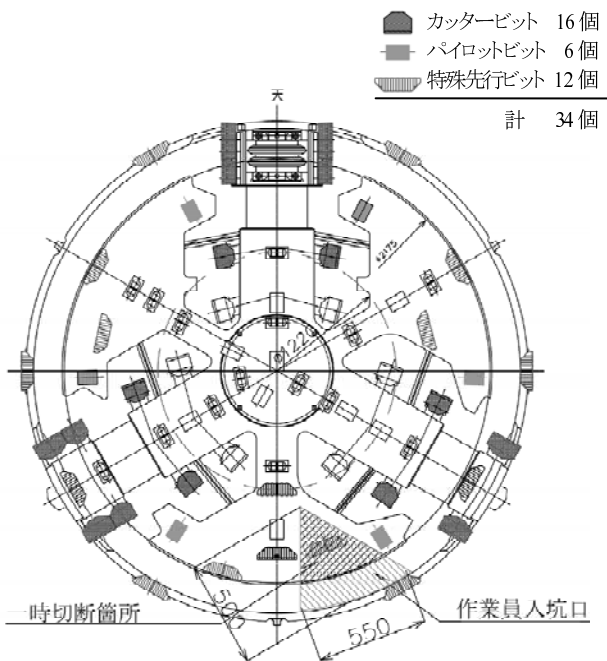 カッタービット 16個
パイロットビット 6個
特殊先行ビット 12個
計 34個
天
一時切断箇所
作業員入坑口
500
550